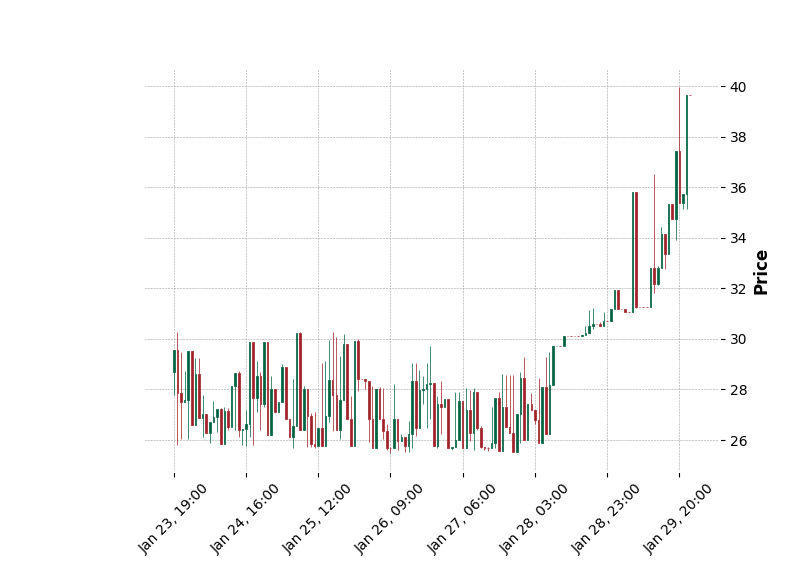 40
38
36
34
32
30
28
26
Price
Jan 23, 19:00
Jan 24, 16:00
Jan 25, 12:00
Jan 26, 09:00
Jan 27, 06:00
Jan 28, 03:00
Jan 28, 23:00
Jan 29, 20:00